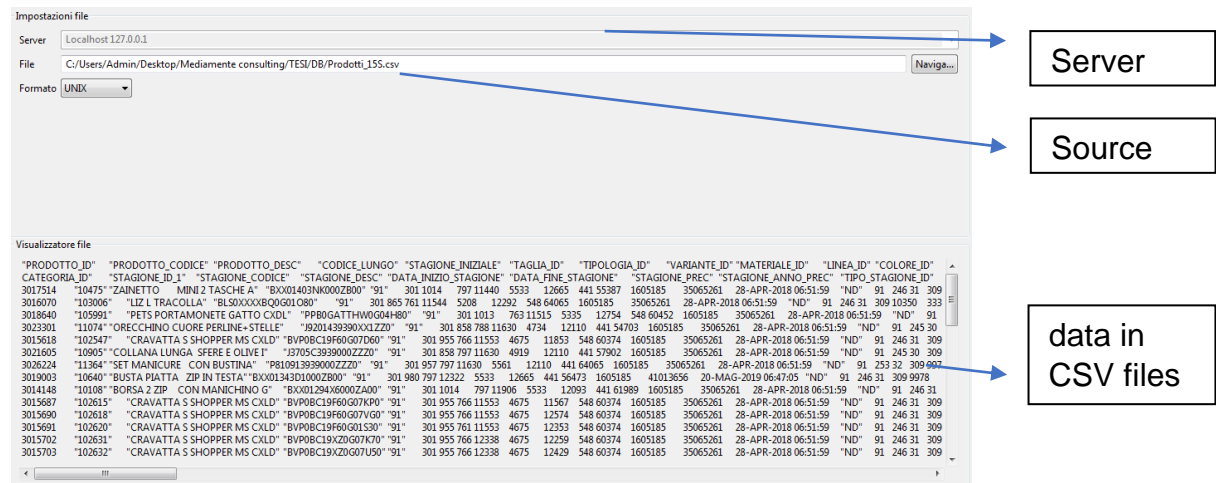 Impostazioni file
Server Localhost 127.0.0.1
Server
File C:/Users/Admin/Desktop/Mediamente consulting/TESI/DB/Prodotti_15S.csv Naviga...
Formato UNIX
Source
Visualizzatore file
"PRODOTTO_ID" "PRODOTTO_CODICE" "PRODOTTO_DESC" "CODICE_LUNGO" "STAGIONE_INIZIALE" "TAGLIA_ID" "TIPOLOGIA_ID" "VARIANTE_ID" "MATERIALE_ID" "LINEA_ID" "COLORE_ID"
CATEGORIA_ID" "STAGIONE_ID_1" "STAGIONE_CODICE" "STAGIONE_DESC" "DATA_INIZIO_STAGIONE" "DATA_FINE_STAGIONE" "STAGIONE_PREC" "STAGIONE_ANNO_PREC" "TIPO_STAGIONE_ID"
3017514 "10475" "ZAINETTO MINI 2 TASCHE A" "BXX01403NK000ZB00" "91" 301 1014 797 11440 5533 12665 441 55387 1605185 35065261 28-APR-2018 06:51:59 "ND" 91 246 31 309
3016070 "103006" "LIZ L TRACOLLA" "BLS0XXXXBQ0G01O80" "91" 301 865 761 11544 5208 12292 548 64065 1605185 35065261 28-APR-2018 06:51:59 "ND" 91 246 31 309 10350 333
3018640 "105991" "PETS PORTAMONETE GATTO CXDL" "PPB0GATTHW0G04H80" "91" 301 1013 763 11515 5335 12754 548 60452 1605185 35065261 28-APR-2018 06:51:59 "ND" 91
3023301 "11074" "ORECCHINO CUORE PERLINE+STELLE" "J9201439390XX1ZZ0" "91" 301 858 788 11630 4734 12110 441 54703 1605185 35065261 28-APR-2018 06:51:59 "ND" 91 245 30
3015618 "102547" "CRAVATTA S SHOPPER MS CXLD" "BVP0BC19F60G07D60" "91" 301 955 766 11553 4675 11853 548 60374 1605185 35065261 28-APR-2018 06:51:59 "ND" 91 246 31 309
3021605 "10905" "COLLANA LUNGA SFERE E OLIVE I" "J3705C3939000ZZZ0" "91" 301 858 797 11630 4919 12110 441 57902 1605185 35065261 28-APR-2018 06:51:59 "ND" 91 245 30 309
3026224 "11364" "SET MANICURE CON BUSTINA" "P810913939000ZZZ0" "91" 301 957 797 11630 5561 12110 441 64065 1605185 35065261 28-APR-2018 06:51:59 "ND" 91 253 32 309 997
3019003 "10640" "BUSTA PIATTA ZIP IN TESTA" "BXX01343D1000ZB00" "91" 301 980 797 12322 5533 12665 441 56473 1605185 41013656 20-MAG-2019 06:47:05 "ND" 91 246 31 309 9978
3014148 "10108" "BORSA 2 ZIP CON MANICHINO G" "BXX01294X6000ZA00" "91" 301 1014 797 11906 5533 12093 441 61989 1605185 35065261 28-APR-2018 06:51:59 "ND" 91 246 31
3015687 "102615" "CRAVATTA S SHOPPER MS CXLD" "BVP0BC19F60G07KP0" "91" 301 955 766 11553 4675 11567 548 60374 1605185 35065261 28-APR-2018 06:51:59 "ND" 91 246 31 309
3015690 "102618" "CRAVATTA S SHOPPER MS CXLD" "BVP0BC19F60G07VG0" "91" 301 955 766 11553 4675 12574 548 60374 1605185 35065261 28-APR-2018 06:51:59 "ND" 91 246 31 309
3015691 "102620" "CRAVATTA S SHOPPER MS CXLD" "BVP0BC19F60G01S30" "91" 301 955 761 11553 4675 12353 548 60374 1605185 35065261 28-APR-2018 06:51:59 "ND" 91 246 31 309
3015702 "102631" "CRAVATTA S SHOPPER MS CXLD" "BVP0BC19XZ0G07K70" "91" 301 955 766 12338 4675 12259 548 60374 1605185 35065261 28-APR-2018 06:51:59 "ND" 91 246 31 309
3015703 "102632" "CRAVATTA S SHOPPER MS CXLD" "BVP0BC19XZ0G07U50" "91" 301 955 766 12338 4675 12429 548 60374 1605185 35065261 28-APR-2018 06:51:59 "ND" 91 246 31 309
data in
CSV files